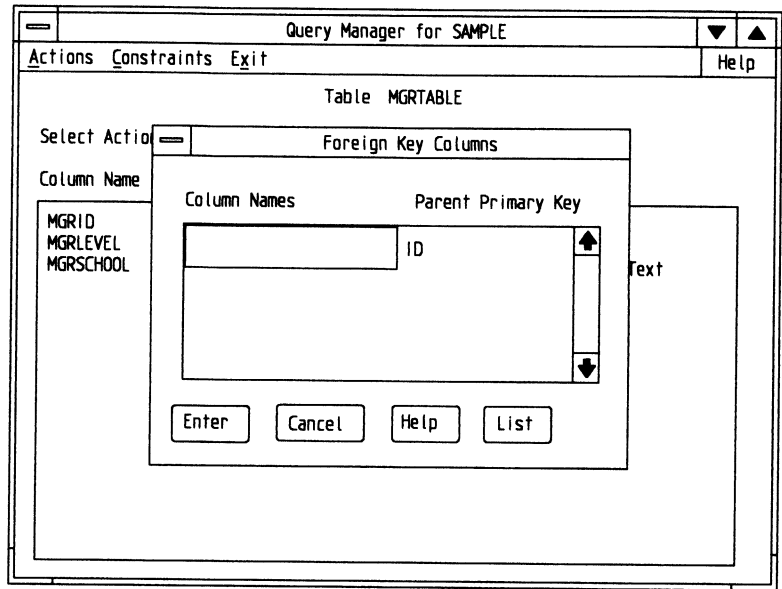 Query Manager for SAMPLE
Actions Constraints Exit Help
Table MGRTABLE
Select Actio
Column Name
MGRID
MGRLEVEL
MGRSCHOOL
Text
Foreign Key Columns
Column Names Parent Primary Key
ID
Enter Cancel Help List